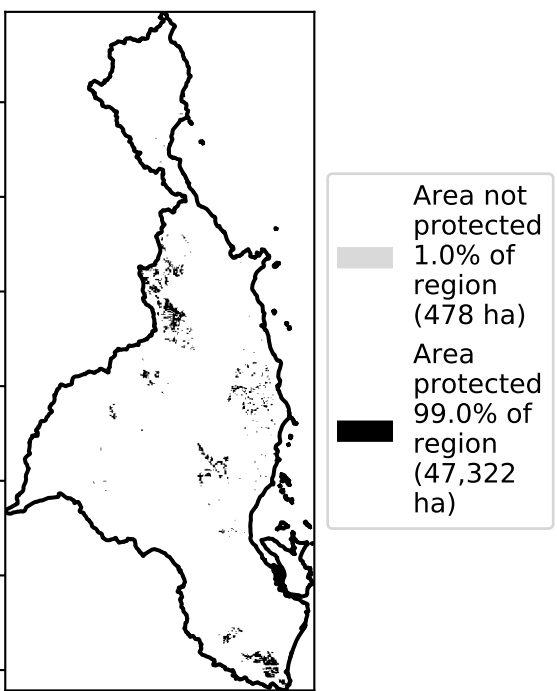 Area not
protected
1.0% of
region
(478 ha)
Area
protected
99.0% of
region
(47,322
ha)